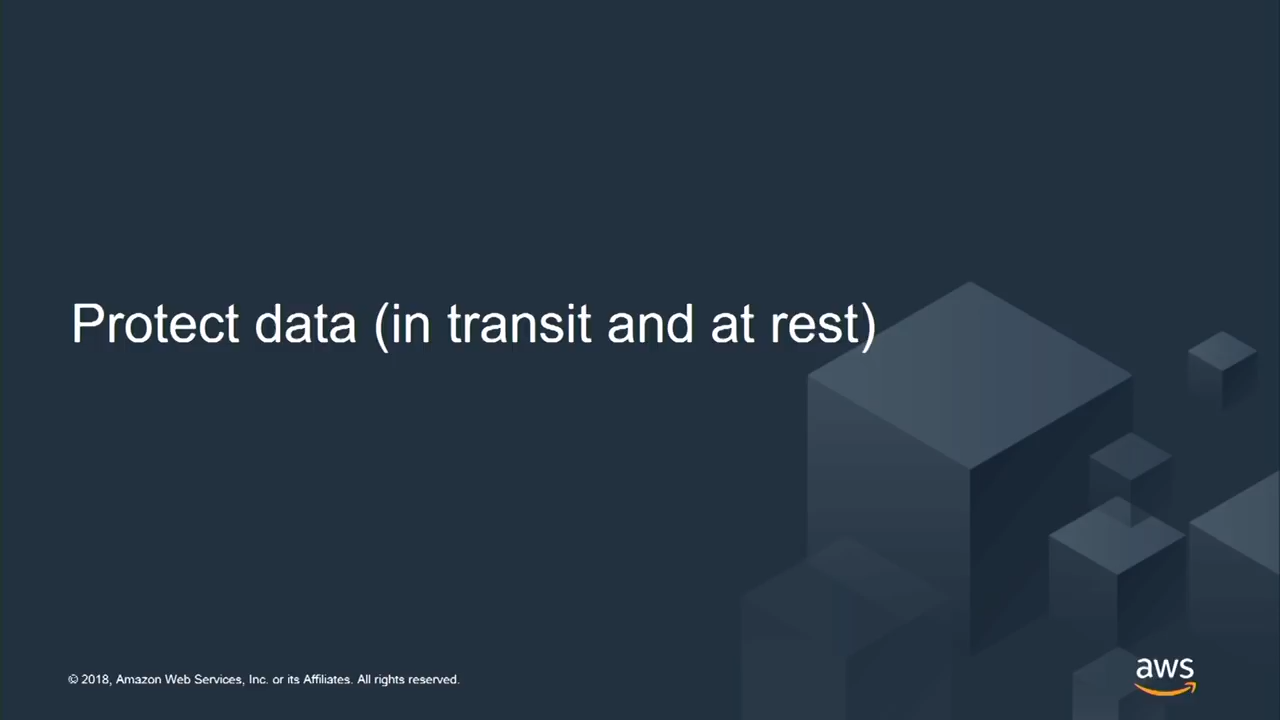 Protect data (in transit and at rest)
© 2018, Amazon Web Services, Inc. or its Affiliates. All rights reserved.
aws